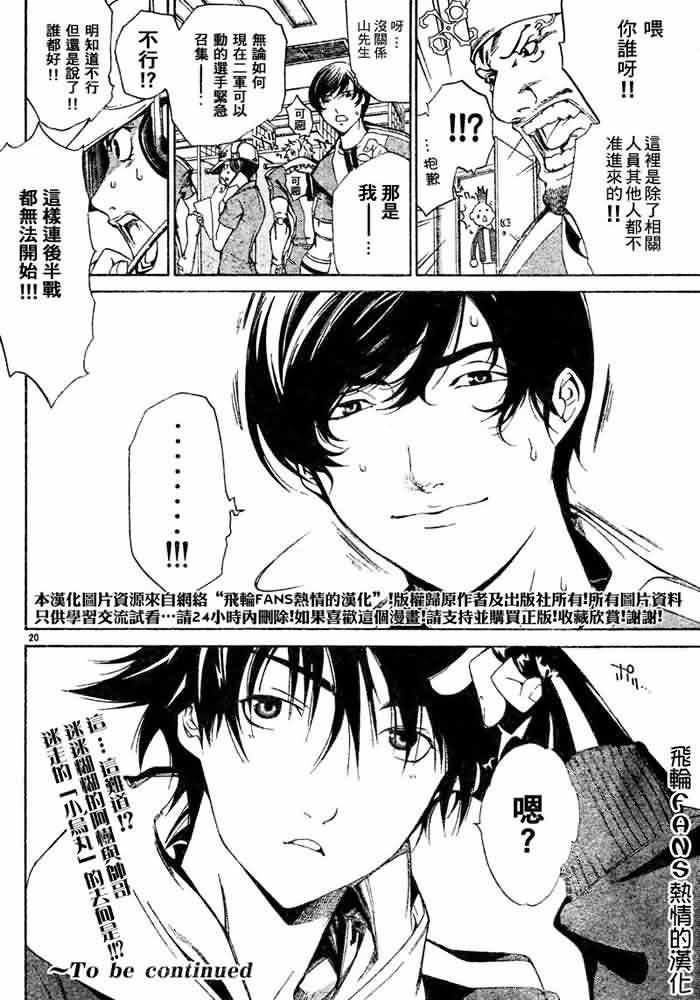 喂
你誰呀!!
這裡是除了相關
人員其他人都不
准進來的!!
!!?
抱歉
83
呀…
沒關係
山先生
那是
我——…
無論如何
現在二軍可以
動的選手緊急
召集——…
可惡
可惡
不行!?
明知道不行
但還是說了!!
誰都好!!
這樣連後半戰
都無法開始!!!
………!!!
本漢化圖片資源來自網絡“飛輪FANS熱情的漢化”!版權歸原作者及出版社所有!所有圖片資料
只供學習交流試看…請24小時內刪除!如果喜歡這個漫畫!請支持並購買正版!收藏欣賞!謝謝!
20
嗯?
這…這難道!?
迷迷糊糊的阿樹與帥哥
迷走的「小烏丸」的去向是!?
~To be continued
飛輪FANS熱情的漢化